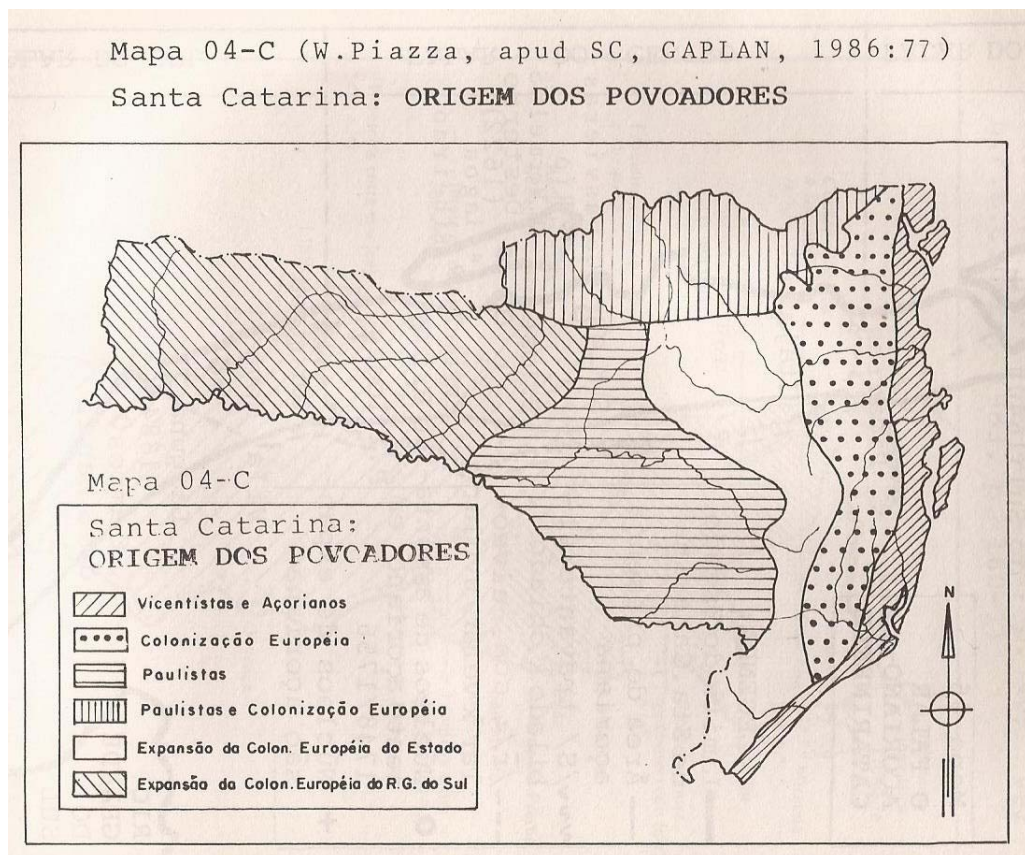 Mapa 04-C (W.Piazza, apud SC, GAPLAN, 1986:77)
Santa Catarina: ORIGEM DOS POVOADORES
Mapa 04-C
Santa Catarina:
ORIGEM DOS POVOADORES
Vicentistas e Açorianos
Colonização Européia
Paulistas
Paulistas e Colonização Européia
Expansão da Colon. Européia do Estado
Expansão da Colon. Européia do R.G. do Sul
N